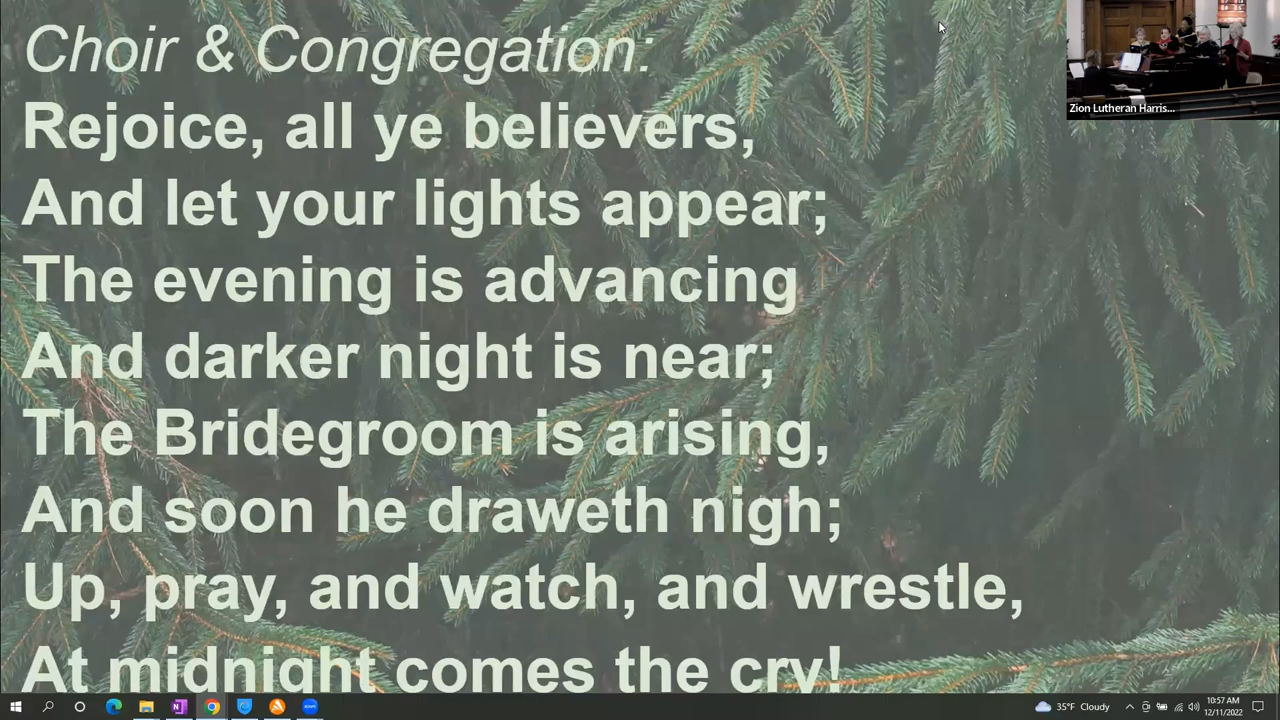 Choir & Congregation:
Rejoice, all ye believers,
And let your lights appear;
The evening is advancing
And darker night is near;
The Bridegroom is arising,
And soon he draweth nigh;
Up, pray, and watch, and wrestle,
At midnight comes the cry!
Zion Lutheran Harris...
35°F Cloudy
10:57 AM
12/11/2022